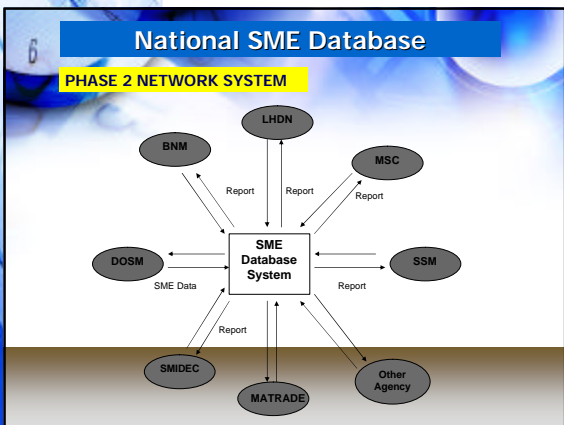 6
National SME Database
PHASE 2 NETWORK SYSTEM
LHDN
BNM
MSC
Report
Report
Report
SME
Database
System
DOSM
SSM
SME Data
Report
Report
SMIDEC
MATRADE
Other
Agency